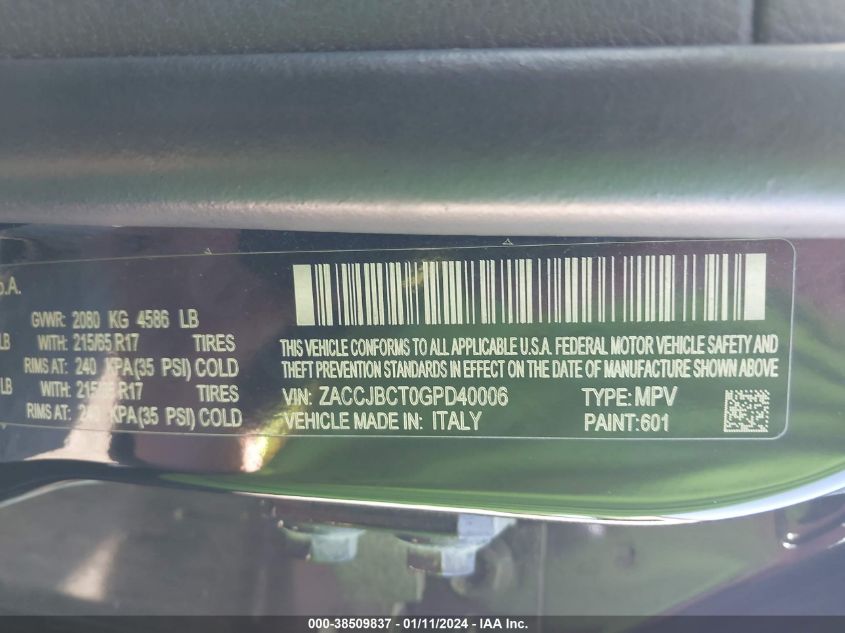 GVWR: 2080 KG 4586 LB
LB WITH: 215/65 R17 TIRES
RIMS AT: 240 KPA(35 PSI) COLD
LB WITH: R17 TIRES
RIMS AT: KPA(35 PSI) COLD
THIS VEHICLE CONFORMS TO ALL APPLICABLE U.S.A. FEDERAL MOTOR VEHICLE SAFETY AND
THEFT PREVENTION STANDARDS IN EFFECT ON THE DATE OF MANUFACTURE SHOWN ABOVE
VIN: ZACCJBCT0GPD40006 TYPE: MPV
VEHICLE MADE IN: ITALY PAINT:601
000-38509837 - 01/11/2024 - IAA Inc.